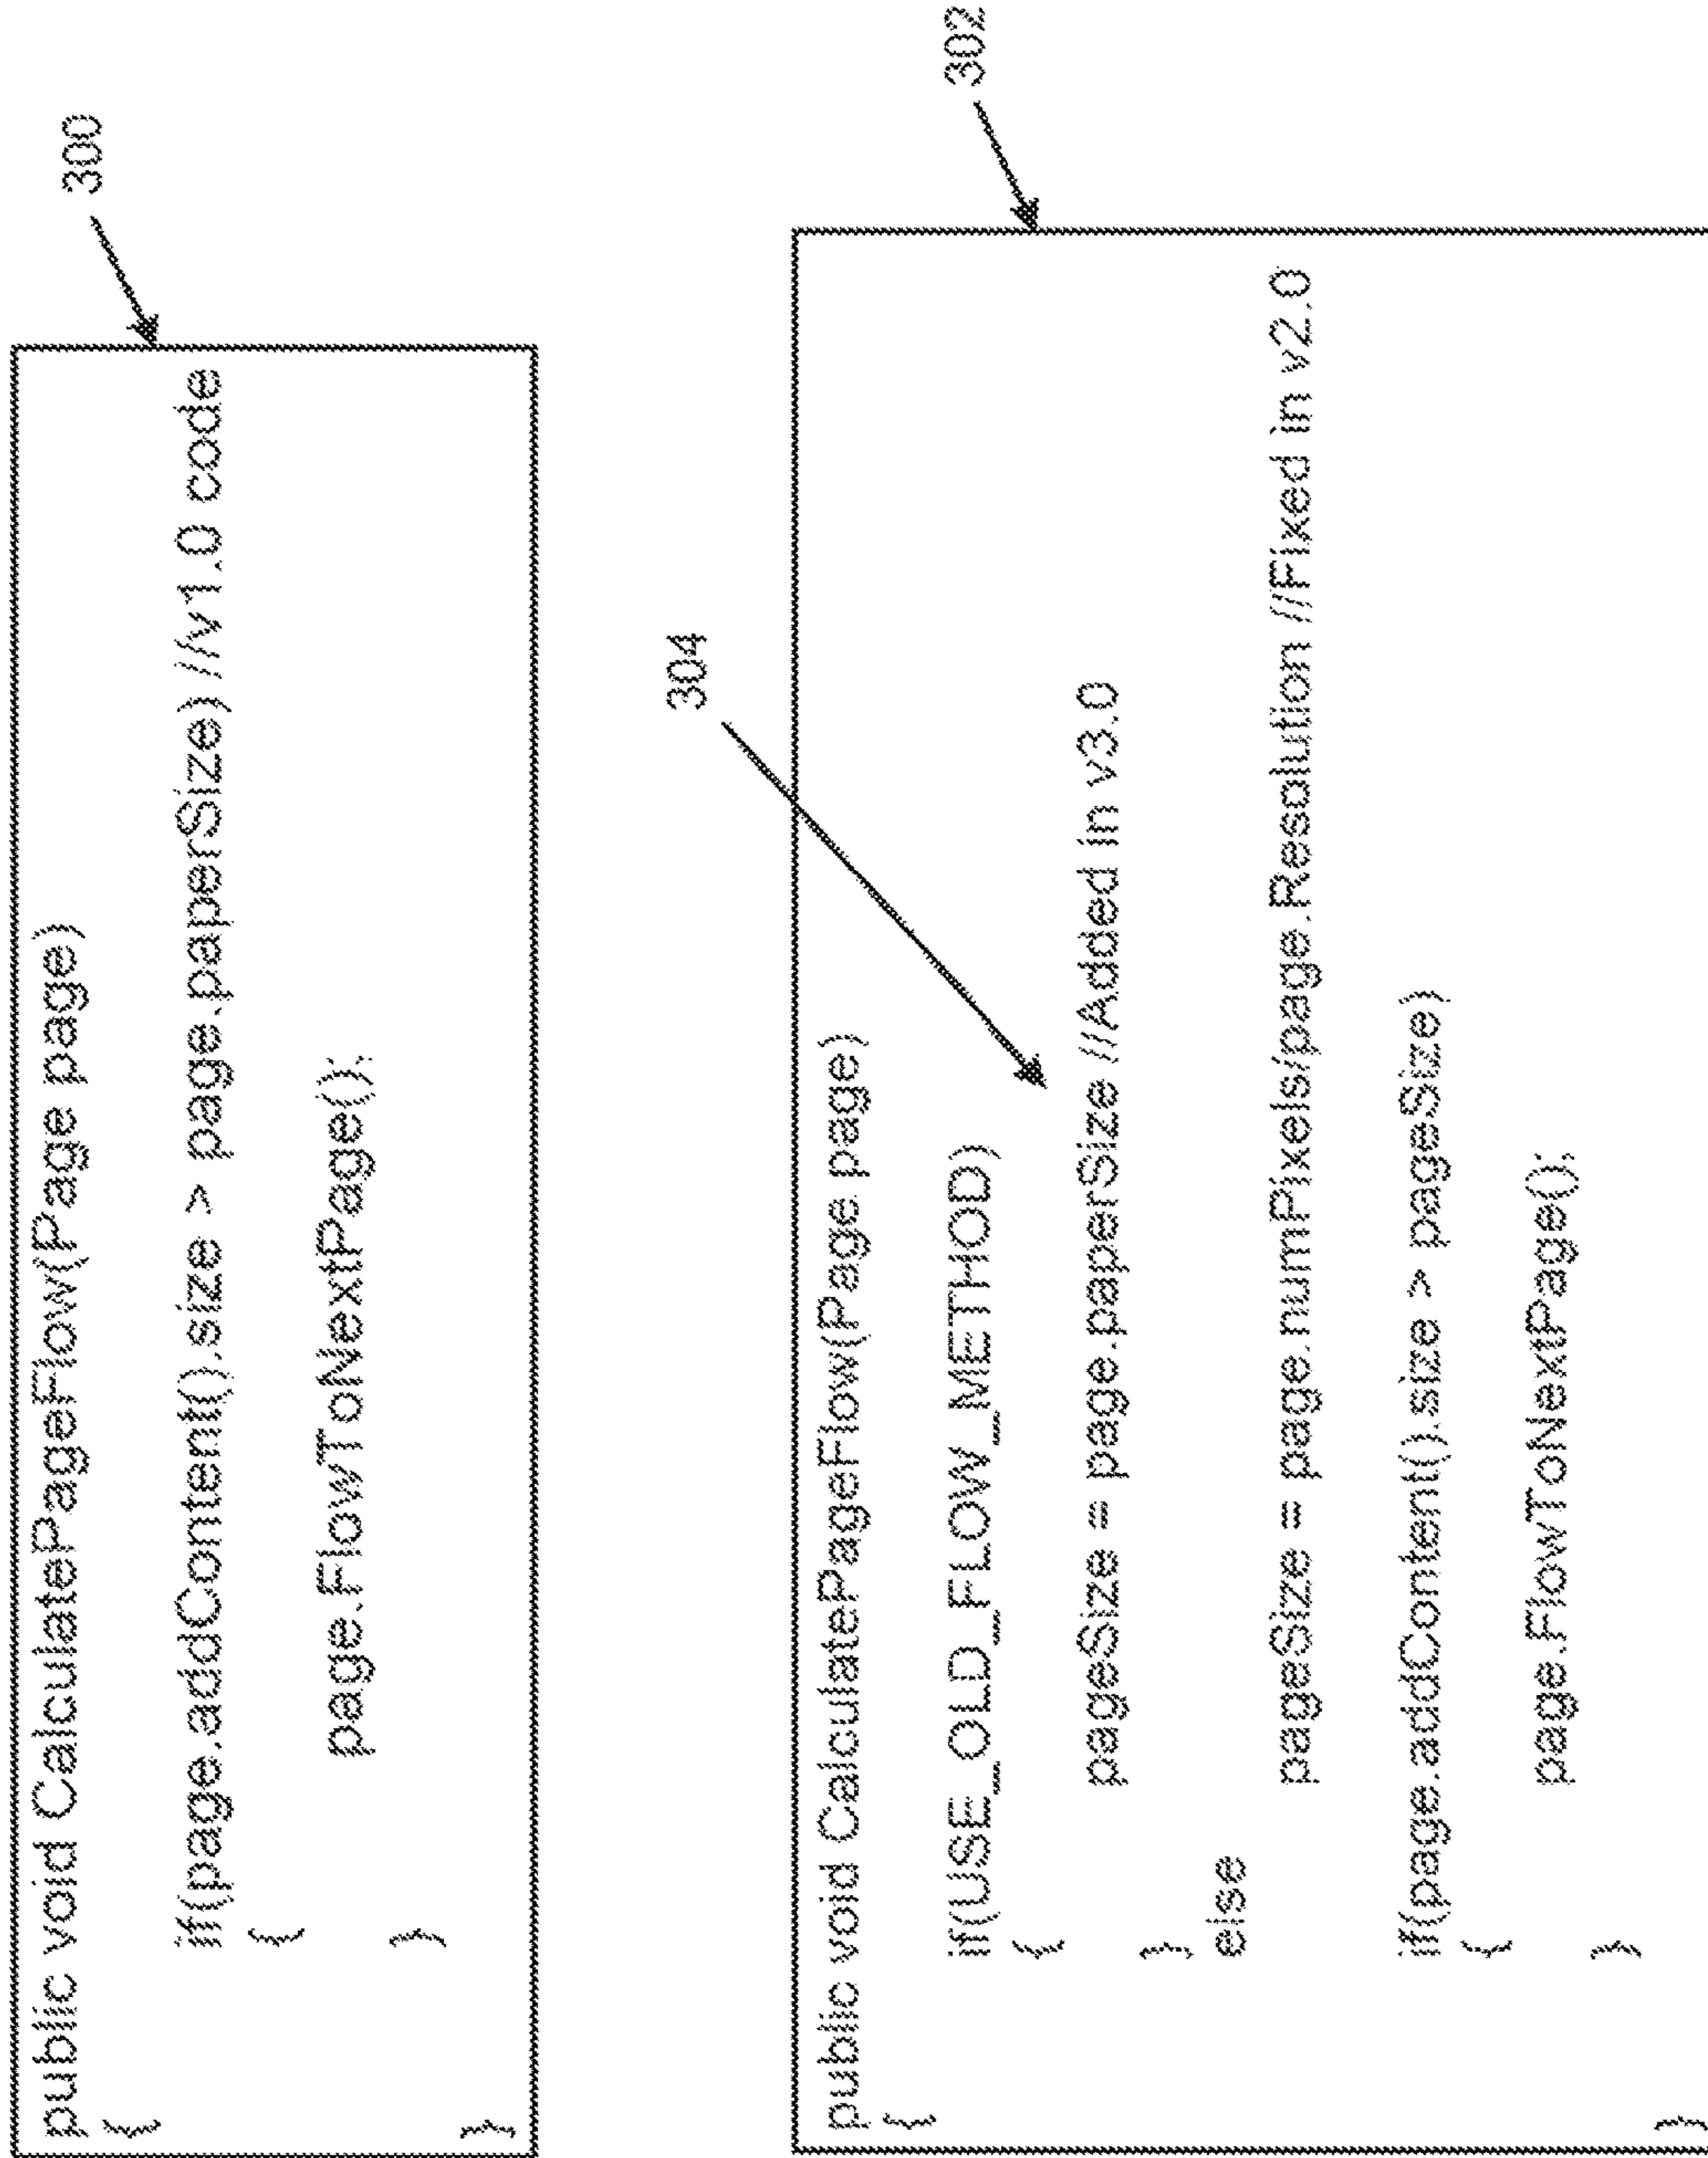 300
public void CalculatePageFlow(Page page)
{
if(page.addContent().size > page.paperSize) //v1.0 code
{
page.FlowToNextPage();
}
}
302
304
public void CalculatePageFlow(Page page)
{
if(USE_OLD_FLOW_METHOD)
{
pageSize = page.paperSize //Added in v3.0
}
else
pageSize = page.numPixels/page.Resolution //Fixed in v2.0
if(page.addContent().size > pageSize)
{
page.FlowToNextPage();
}
}